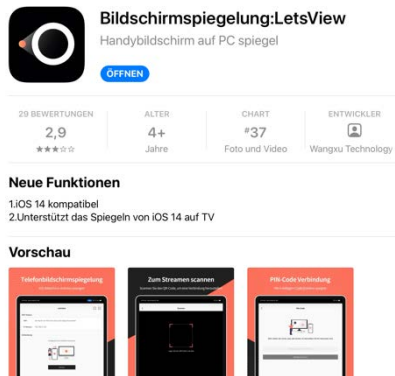 Bildschirmspiegelung:LetsView
Handybildschirm auf PC spiegel
ÖFFNEN
29 BEWERTUNGEN
2,9
★★★☆☆
ALTER
4+
Jahre
CHART
#37
Foto und Video
ENTWICKLER
Wangxu Technology
Neue Funktionen
1.iOS 14 kompatibel
2.Unterstützt das Spiegeln von iOS 14 auf TV
Vorschau
Telefonbildschirmspiegelung
Zum Streamen scannen
PIN-Code Verbindung